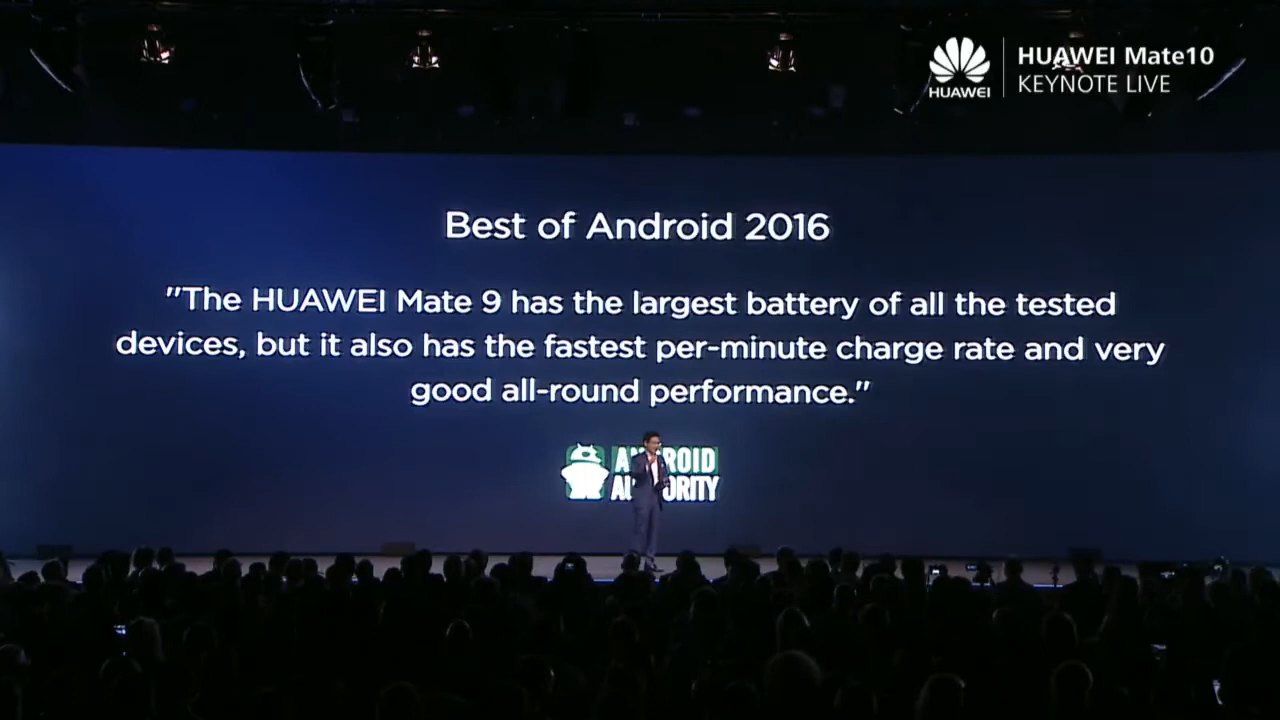 HUAWEI
HUAWEI Mate10
KEYNOTE LIVE
Best of Android 2016
"The HUAWEI Mate 9 has the largest battery of all the tested
devices, but it also has the fastest per-minute charge rate and very
good all-round performance."
ANDROID
AUTHORITY